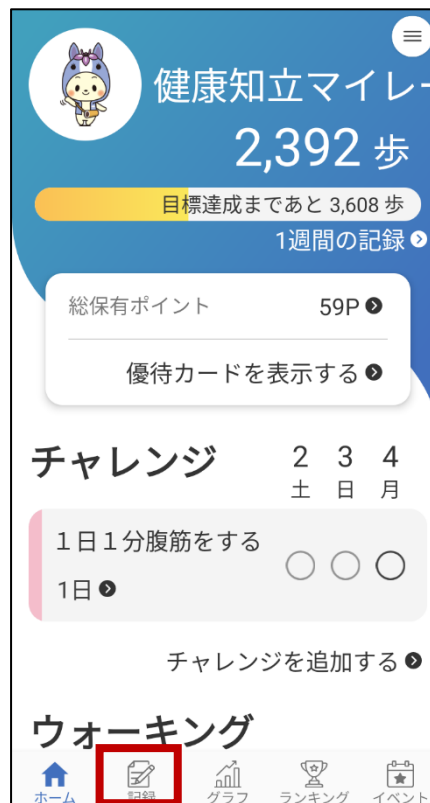 健康知立マイレー
2,392 歩
目標達成まであと 3,608 歩
1週間の記録
総保有ポイント 59P
優待カードを表示する
チャレンジ 2 3 4
土 日 月
１日１分腹筋をする
1日
チャレンジを追加する
ウォーキング
ホーム 記録 グラフ ランキング イベント